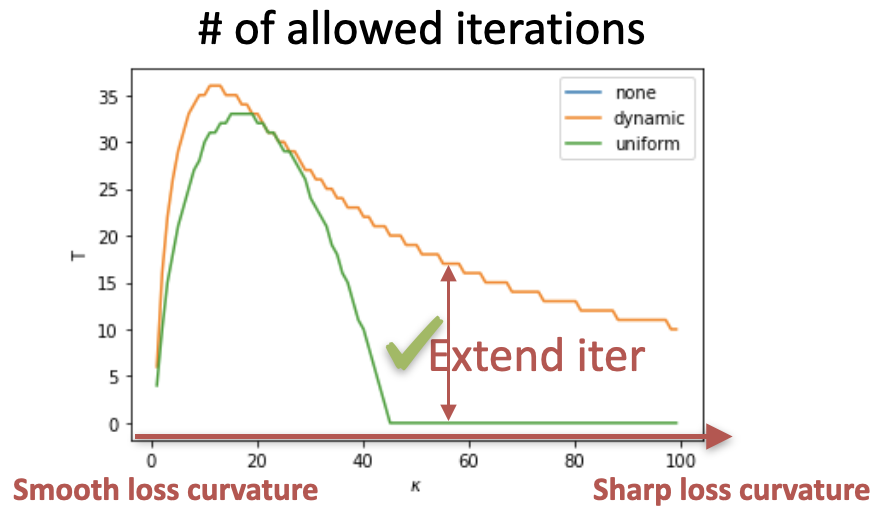 # of allowed iterations
none
dynamic
uniform
35
30
25
20
15
10
5
0
T
Extend iter
0 20 40 60 80 100
κ
Smooth loss curvature
Sharp loss curvature